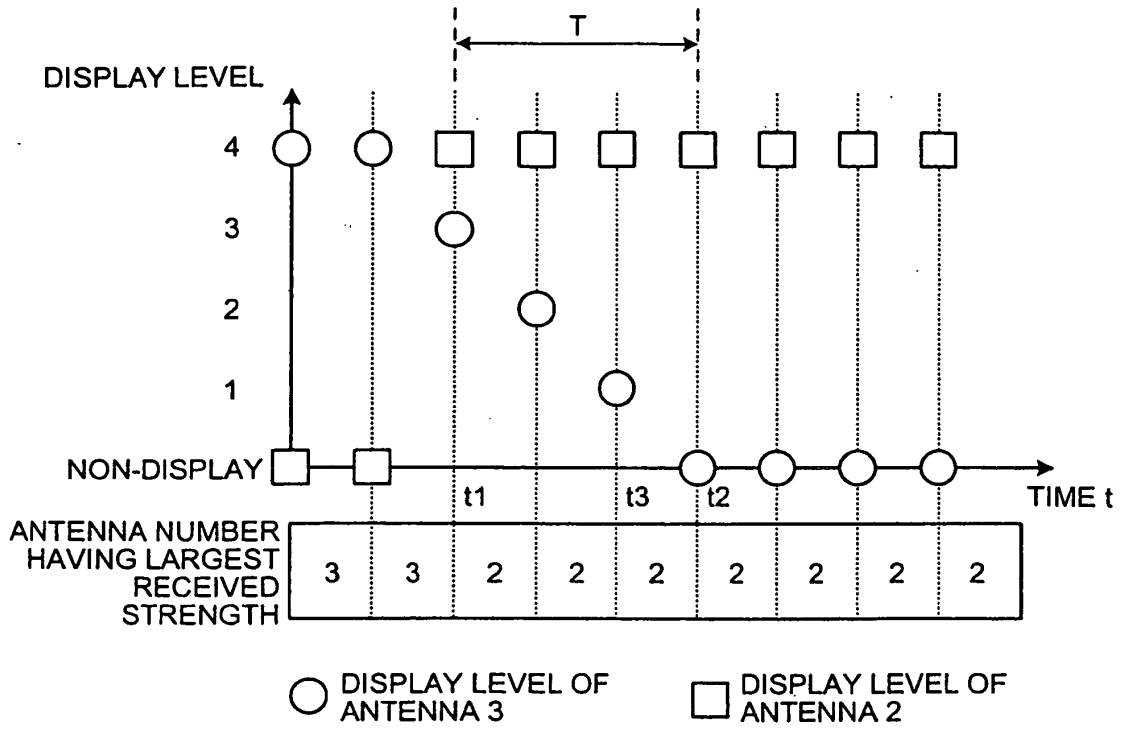 T
DISPLAY LEVEL
4
3
2
1
NON-DISPLAY
t1
t3
t2
TIME t
ANTENNA NUMBER
HAVING LARGEST
RECEIVED
STRENGTH
3 3 2 2 2 2 2 2 2
DISPLAY LEVEL OF
ANTENNA 3
DISPLAY LEVEL OF
ANTENNA 2